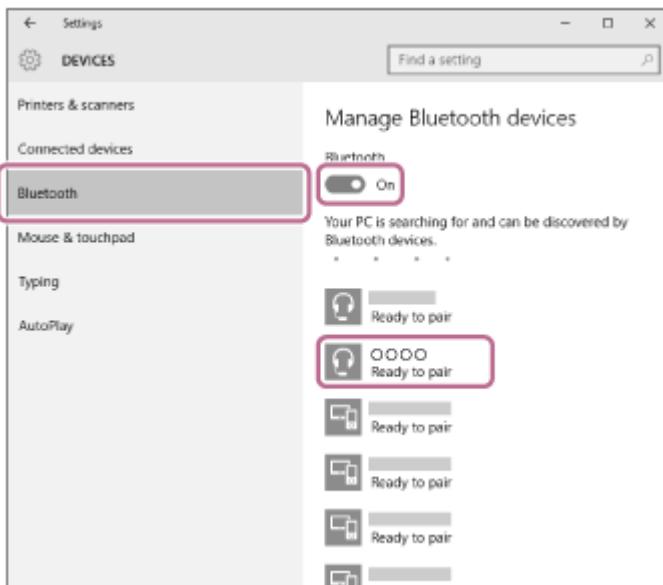 Settings
DEVICES
Find a setting
Printers & scanners
Connected devices
Bluetooth
Mouse & touchpad
Typing
AutoPlay
Manage Bluetooth devices
Bluetooth
On
Your PC is searching for and can be discovered by
Bluetooth devices.
Ready to pair
OOOO
Ready to pair
Ready to pair
Ready to pair
Ready to pair